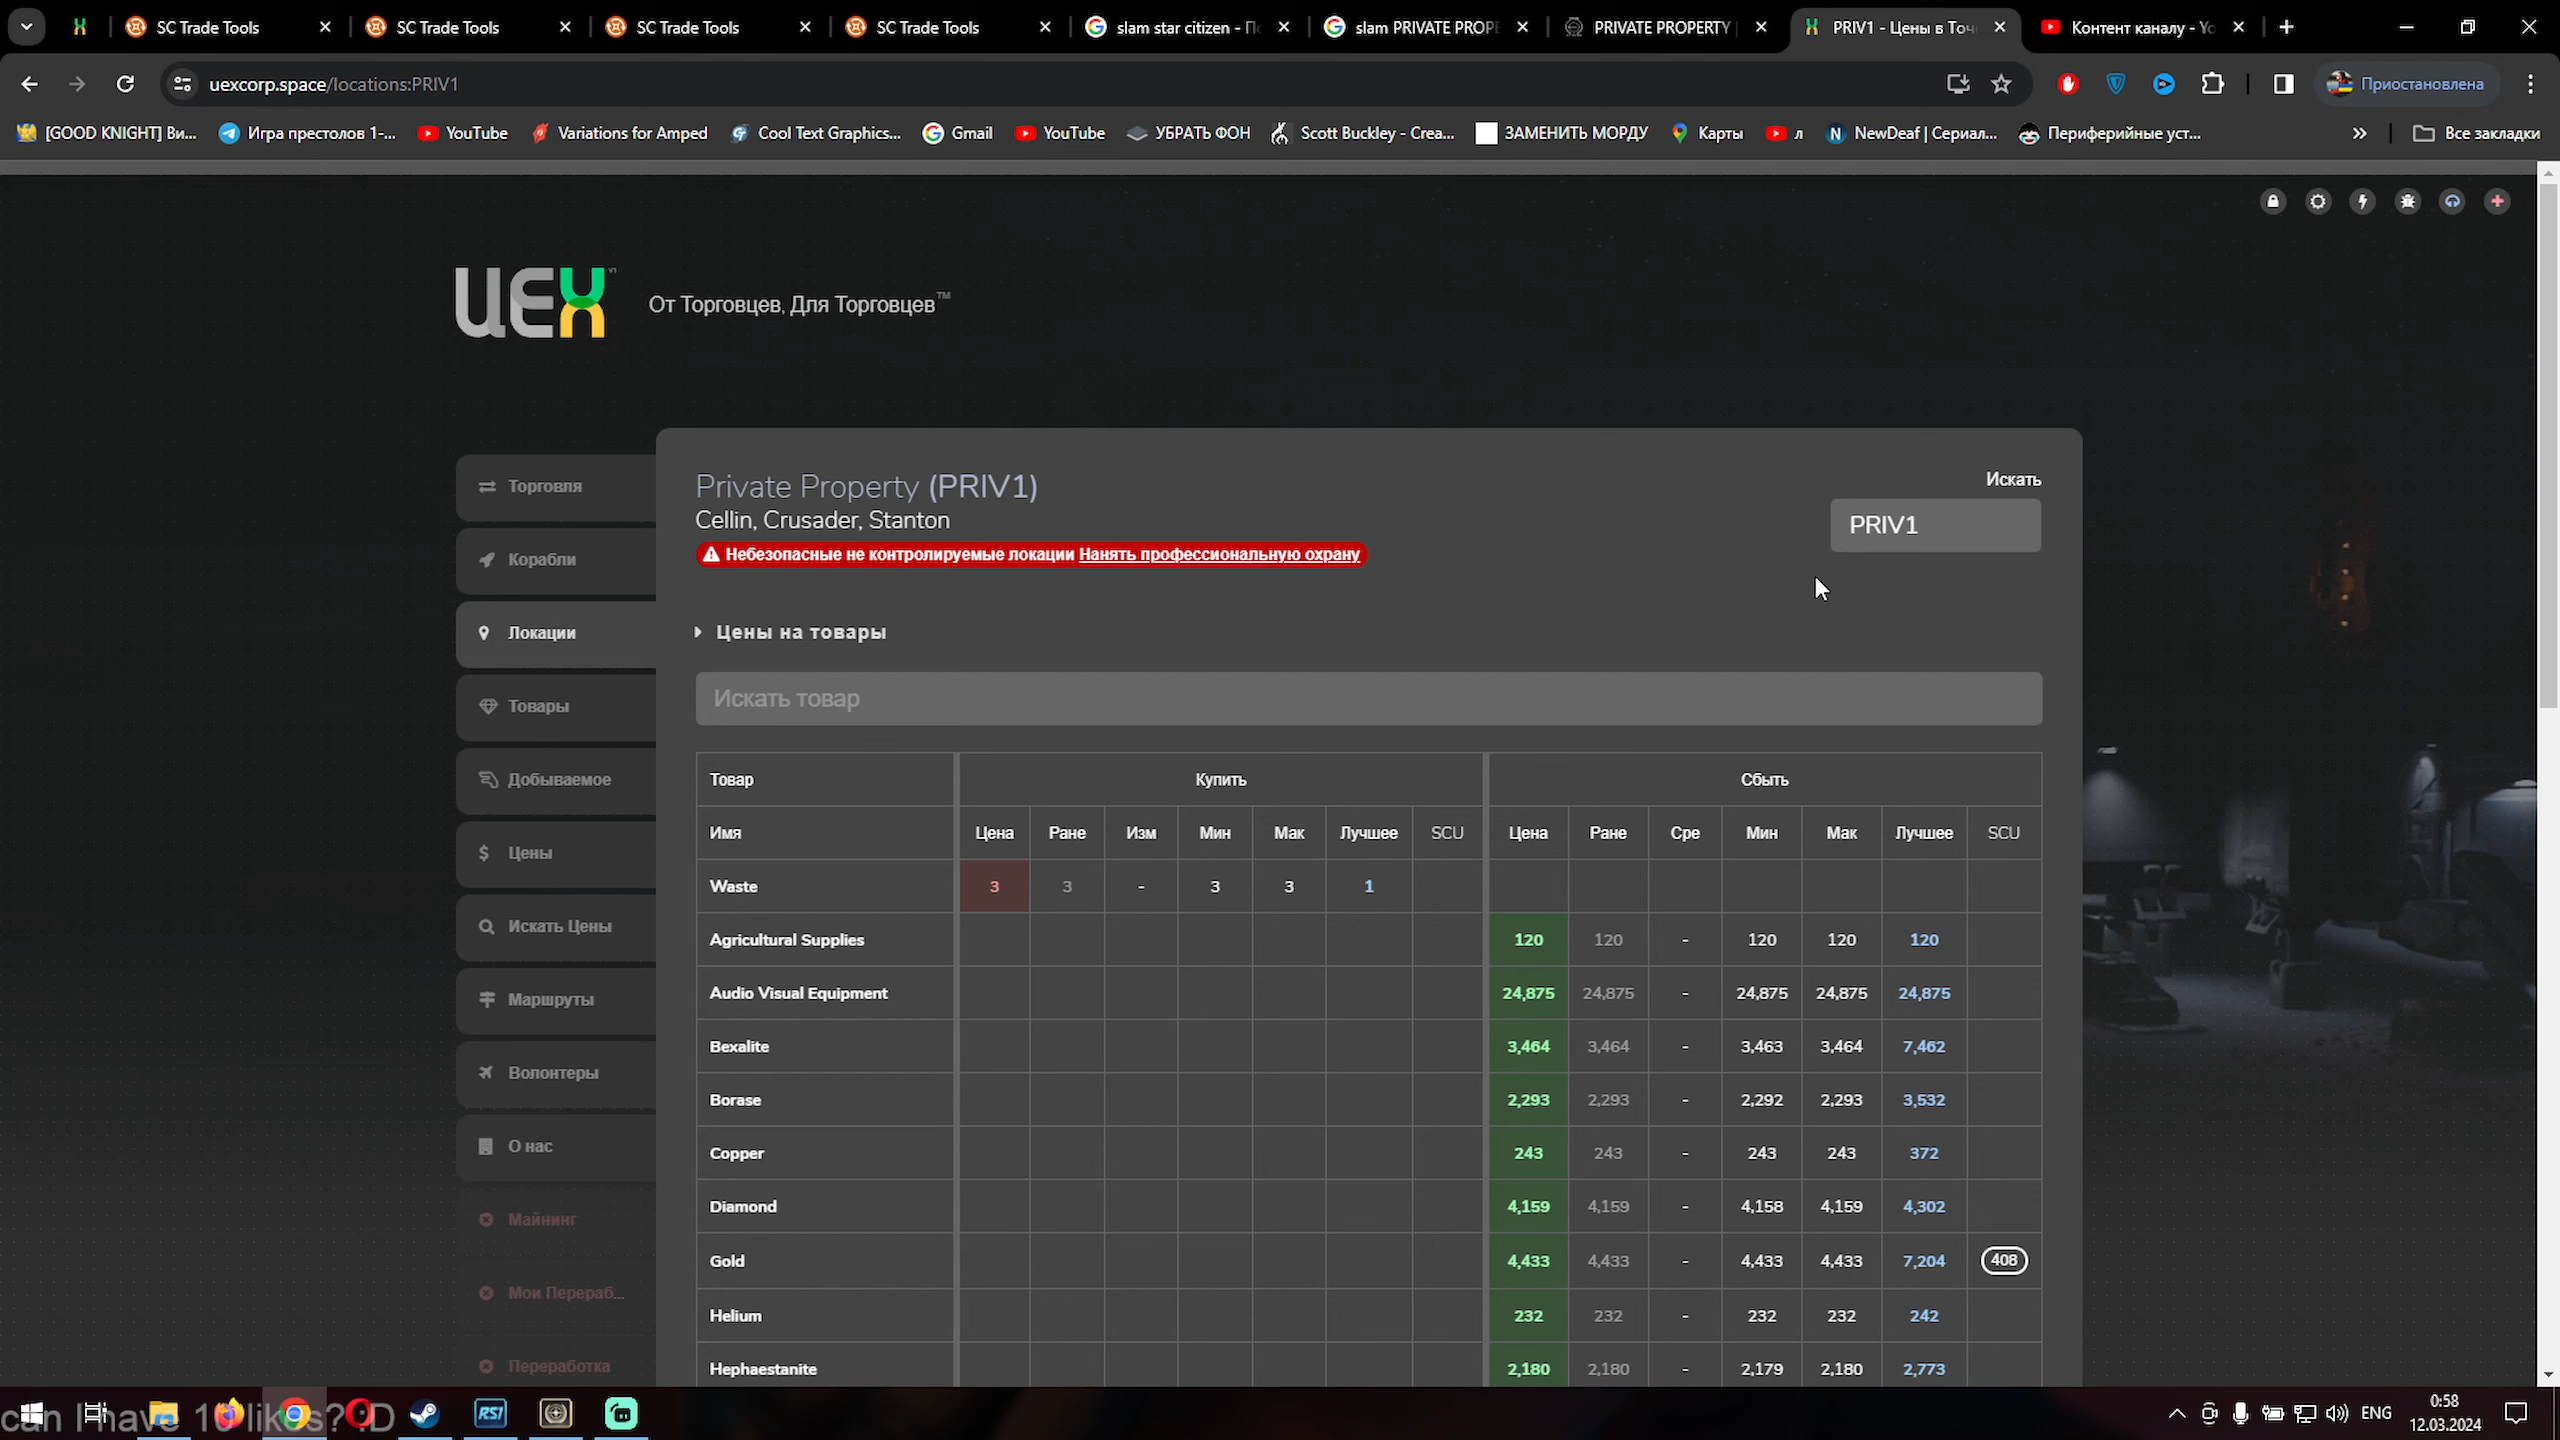 SC Trade Tools
SC Trade Tools
SC Trade Tools
SC Trade Tools
slam star citizen - По
slam PRIVATE PROPE
PRIVATE PROPERTY |
PRIV1 - Цены в Точк
Контент каналу - Yo
uexcorp.space/locations:PRIV1
Приостановлена
[GOOD KNIGHT] Ви...
Игра престолов 1-...
YouTube
Variations for Amped
Cool Text Graphics...
Gmail
YouTube
УБРАТЬ ФОН
Scott Buckley - Crea...
ЗАМЕНИТЬ МОРДУ
Карты
л
NewDeaf | Сериал...
Периферийные уст...
»
Все закладки
UEX
От Торговцев, Для Торговцев™
Торговля
Корабли
Локации
Товары
Добываемое
Цены
Искать Цены
Маршруты
Волонтеры
О нас
Майнинг
Мои Перераб...
Переработка
Private Property (PRIV1)
Cellin, Crusader, Stanton
Небезопасные не контролируемые локации Нанять профессиональную охрану
Искать
PRIV1
Цены на товары
Искать товар
Товар Купить Сбыть
Имя Цена Ране Изм Мин Мак Лучшее SCU Цена Ране Сре Мин Мак Лучшее SCU
Waste 3 3 - 3 3 1
Agricultural Supplies 120 120 - 120 120 120
Audio Visual Equipment 24,875 24,875 - 24,875 24,875 24,875
Bexalite 3,464 3,464 - 3,463 3,464 7,462
Borase 2,293 2,293 - 2,292 2,293 3,532
Copper 243 243 - 243 243 372
Diamond 4,159 4,159 - 4,158 4,159 4,302
Gold 4,433 4,433 - 4,433 4,433 7,204 408
Helium 232 232 - 232 232 242
Hephaestanite 2,180 2,180 - 2,179 2,180 2,773
can I have 10 likes? :D
RSI
ENG
0:58
12.03.2024